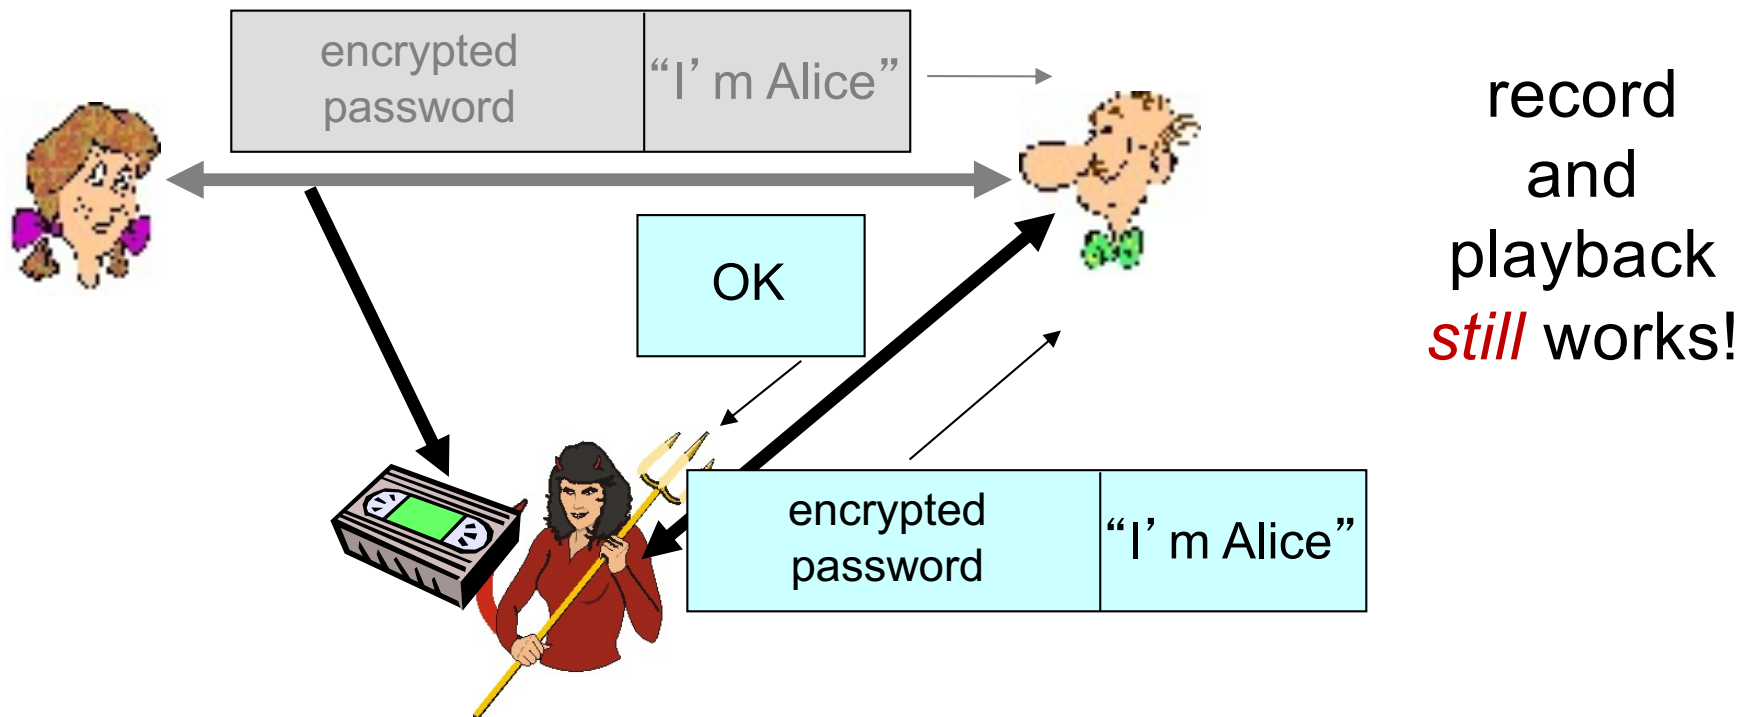 encrypted
password
“I’ m Alice”
record
and
playback
still works!
OK
encrypted
password
“I’ m Alice”